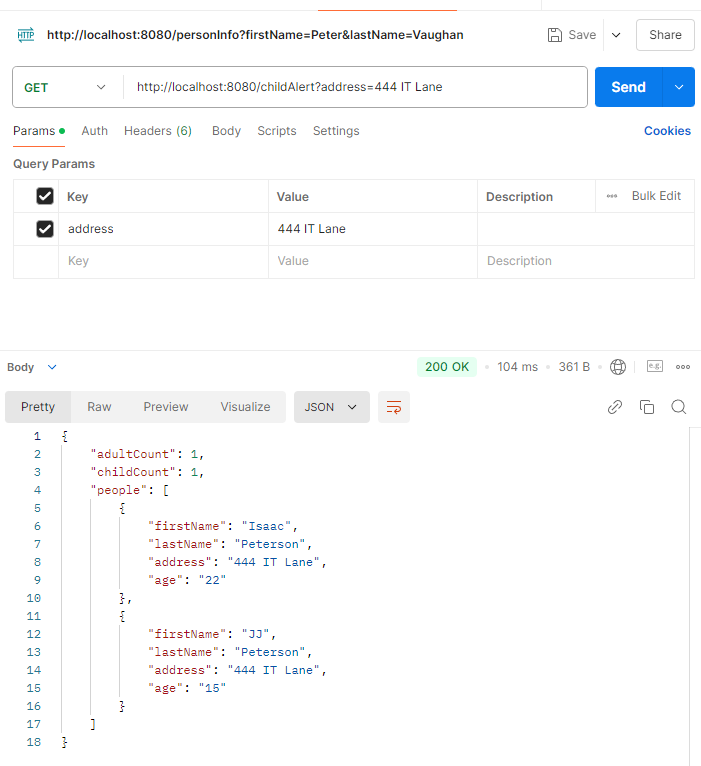 HTTP http://localhost:8080/personInfo?firstName=Peter&lastName=Vaughan Save Share
GET http://localhost:8080/childAlert?address=444 IT Lane Send
Params Auth Headers (6) Body Scripts Settings Cookies
Query Params
Key Value Description Bulk Edit
address 444 IT Lane
Key Value Description
Body 200 OK 104 ms 361 B e.g.
Pretty Raw Preview Visualize JSON
1 {
2 "adultCount": 1,
3 "childCount": 1,
4 "people": [
5 {
6 "firstName": "Isaac",
7 "lastName": "Peterson",
8 "address": "444 IT Lane",
9 "age": "22"
10 },
11 {
12 "firstName": "JJ",
13 "lastName": "Peterson",
14 "address": "444 IT Lane",
15 "age": "15"
16 }
17 ]
18 }